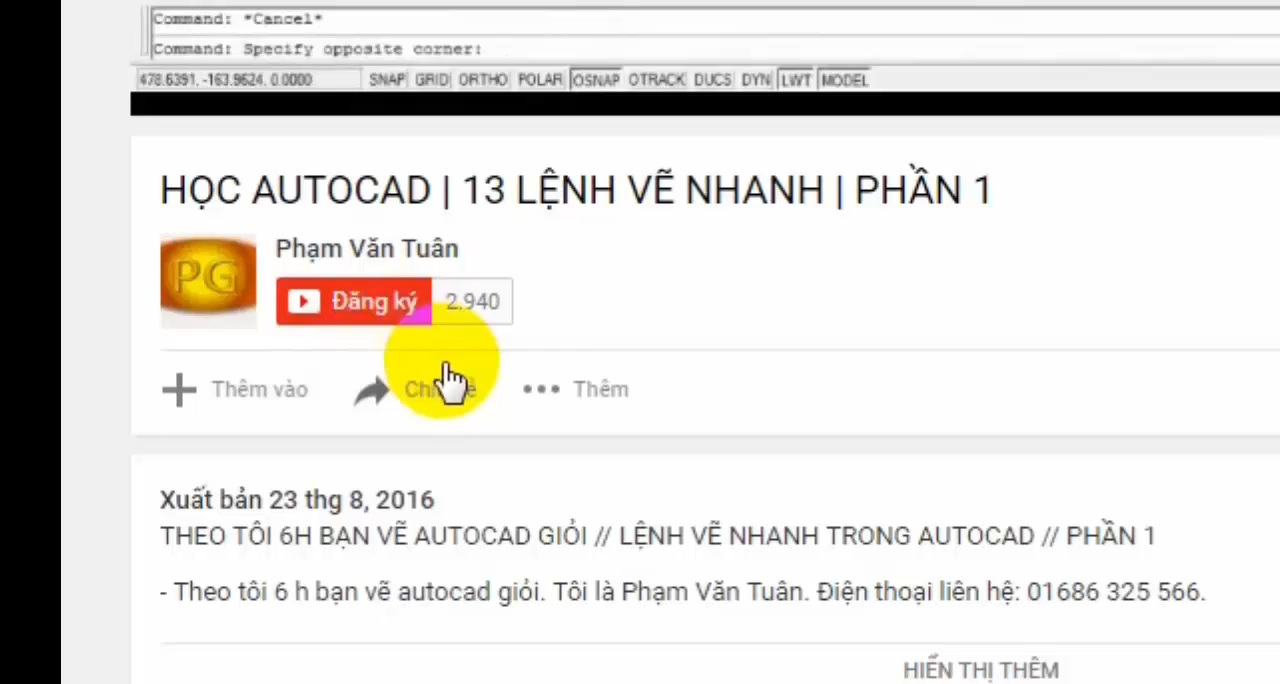 Command: *Cancel*
Command: Specify opposite corner:
478.6391, -163.9624, 0.0000 SNAP GRID ORTHO POLAR OSNAP OTRACK DUCS DYN LWT MODEL
HỌC AUTOCAD | 13 LỆNH VẼ NHANH | PHẦN 1
PG
Phạm Văn Tuân
Đăng ký 2.940
Thêm vào ••• Thêm
Xuất bản 23 thg 8, 2016
THEO TÔI 6H BẠN VẼ AUTOCAD GIỎI // LỆNH VẼ NHANH TRONG AUTOCAD // PHẦN 1
- Theo tôi 6 h bạn vẽ autocad giỏi. Tôi là Phạm Văn Tuân. Điện thoại liên hệ: 01686 325 566.
HIỂN THỊ THÊM